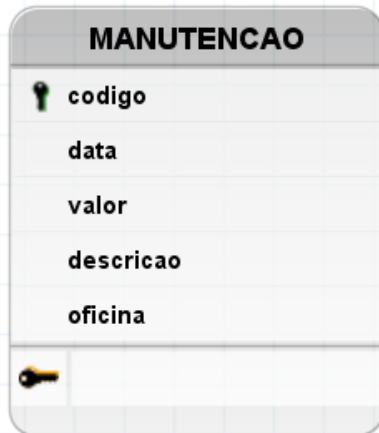 MANUTENCAO
codigo
data
valor
descricao
oficina